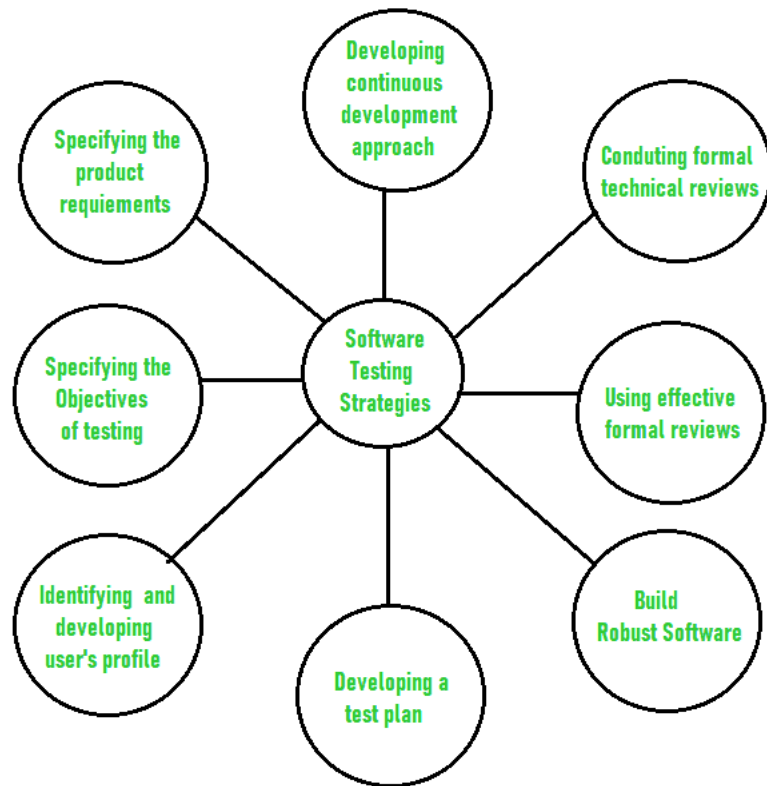 Developing
continuous
development
approach
Specifying the
product
requiements
Conduting formal
technical reviews
Software
Testing
Strategies
Specifying the
Objectives
of testing
Using effective
formal reviews
Identifying and
developing
user's profile
Build
Robust Software
Developing a
test plan